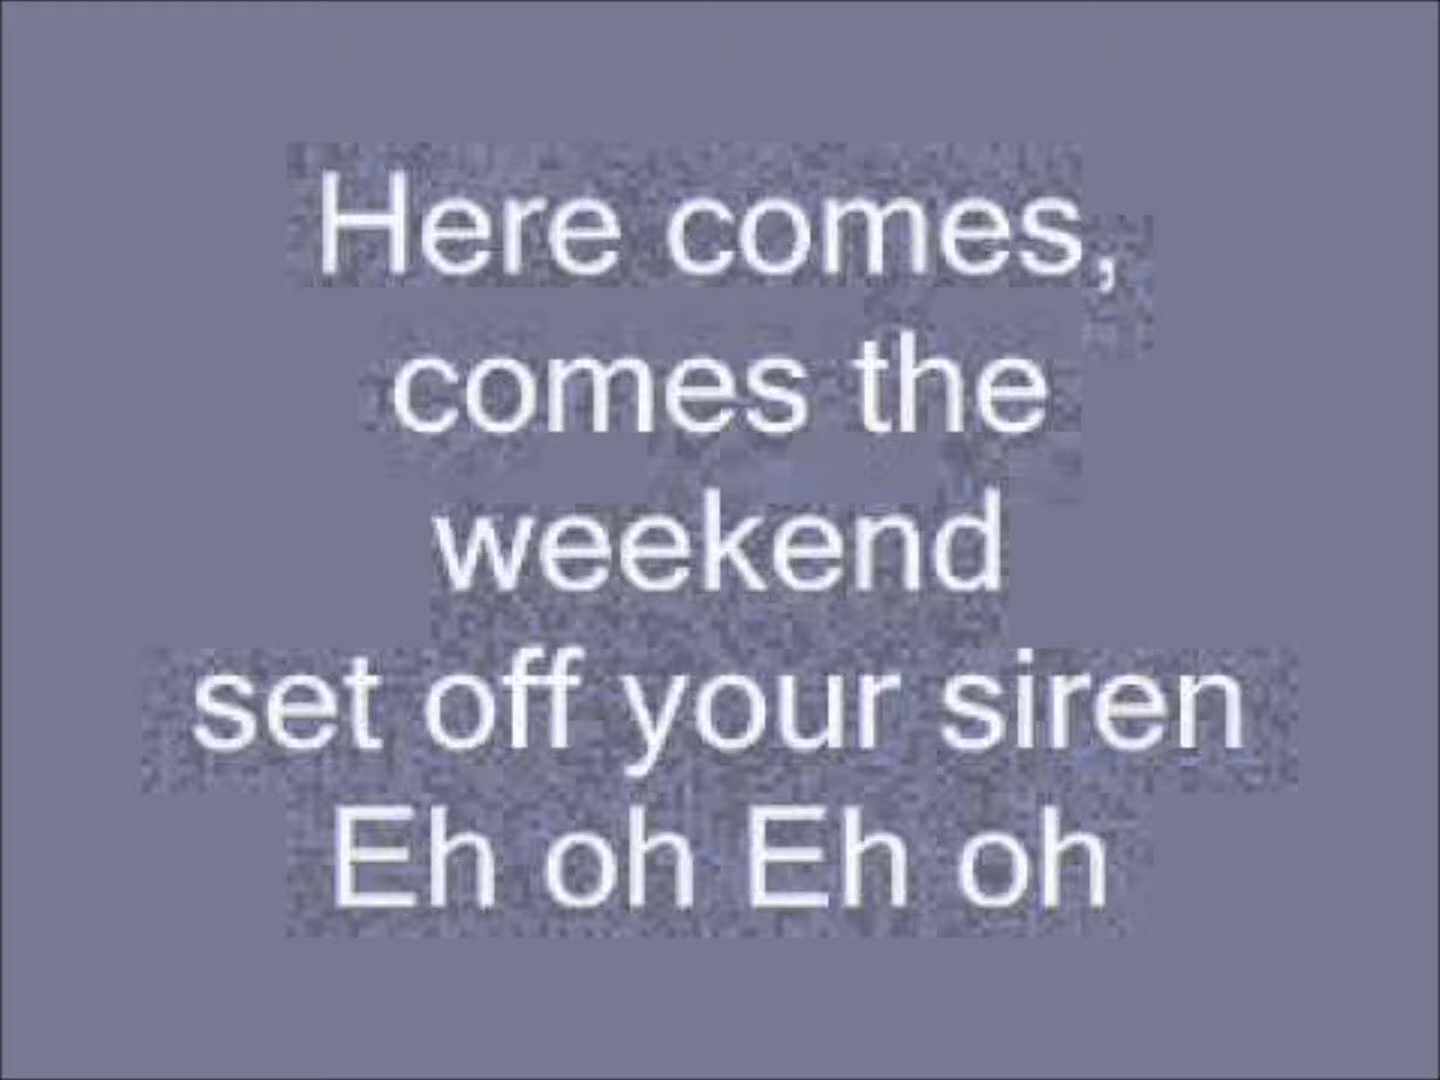 Here comes,
comes the
weekend
set off your siren
Eh oh Eh oh